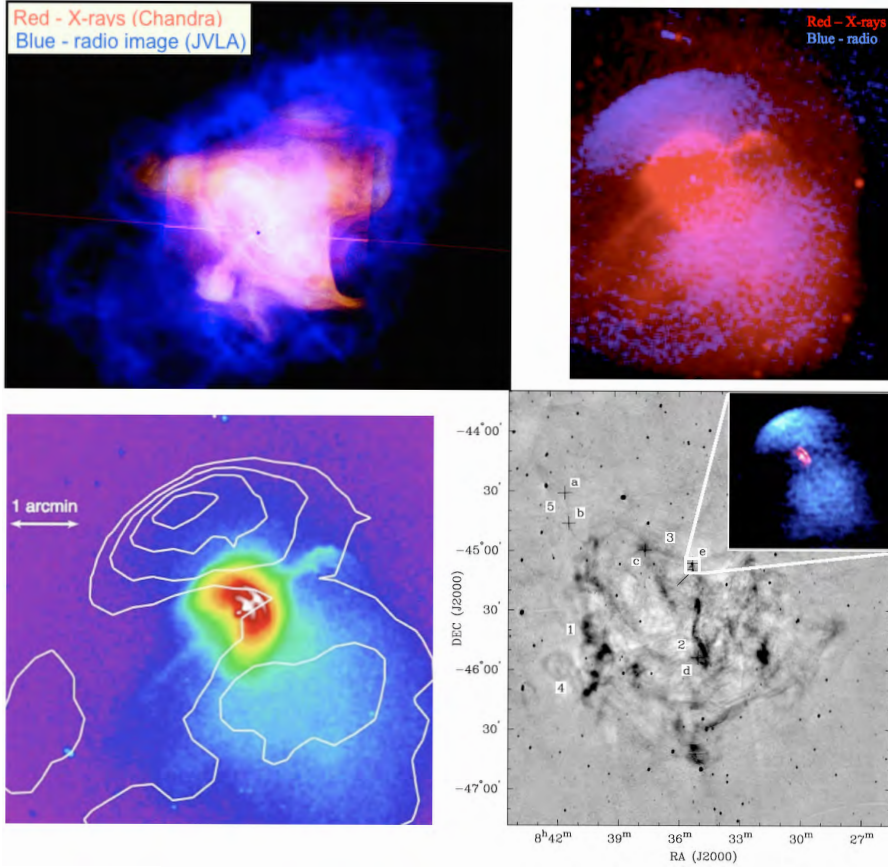 Red - X-rays (Chandra)
Blue - radio image (JVLA)
Red – X-rays
Blue - radio
1 arcmin
DEC (J2000)
−44°00'
30'
−45°00'
30'
−46°00'
30'
−47°00'
a
5
b
3
c
e
1
2
d
4
8ʰ42ᵐ
39ᵐ
36ᵐ
33ᵐ
30ᵐ
27ᵐ
RA (J2000)